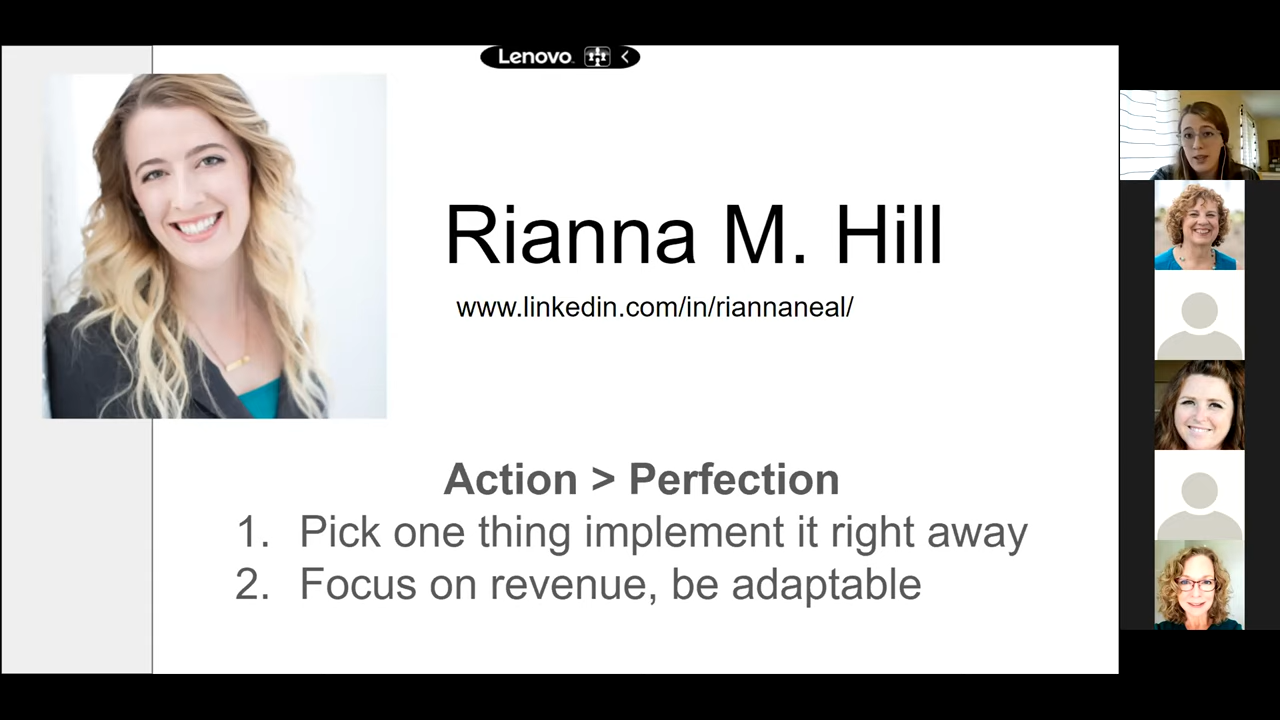 Lenovo
Rianna M. Hill
www.linkedin.com/in/riannaneal/
Action > Perfection
1. Pick one thing implement it right away
2. Focus on revenue, be adaptable